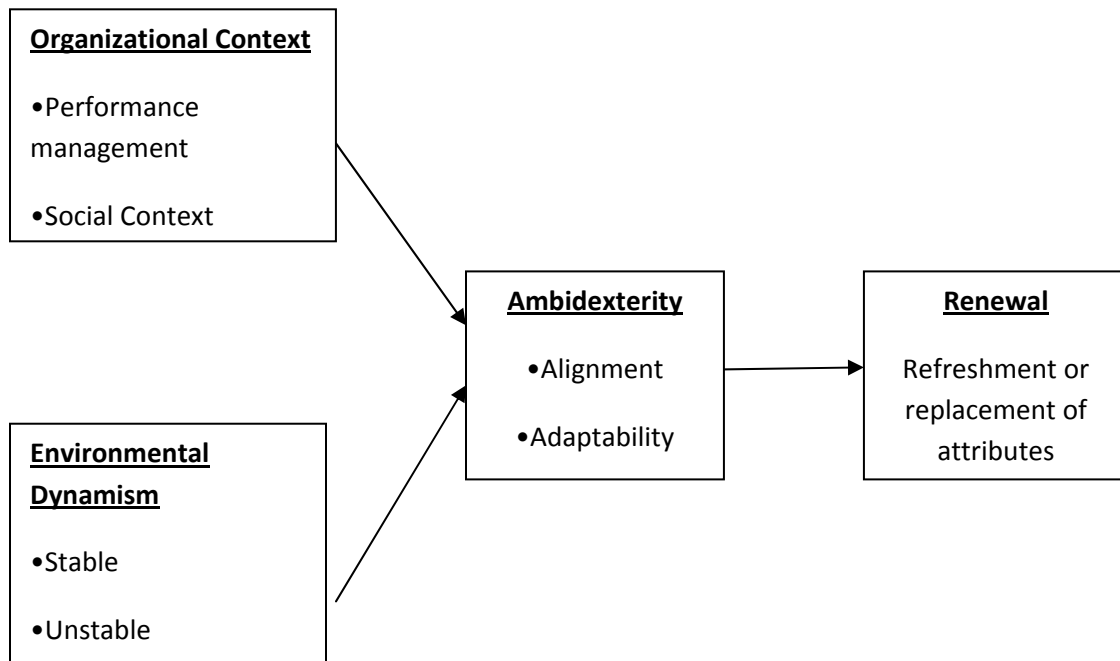 Organizational Context
•Performance
management
•Social Context
Ambidexterity
•Alignment
•Adaptability
Renewal
Refreshment or
replacement of
attributes
Environmental
Dynamism
•Stable
•Unstable